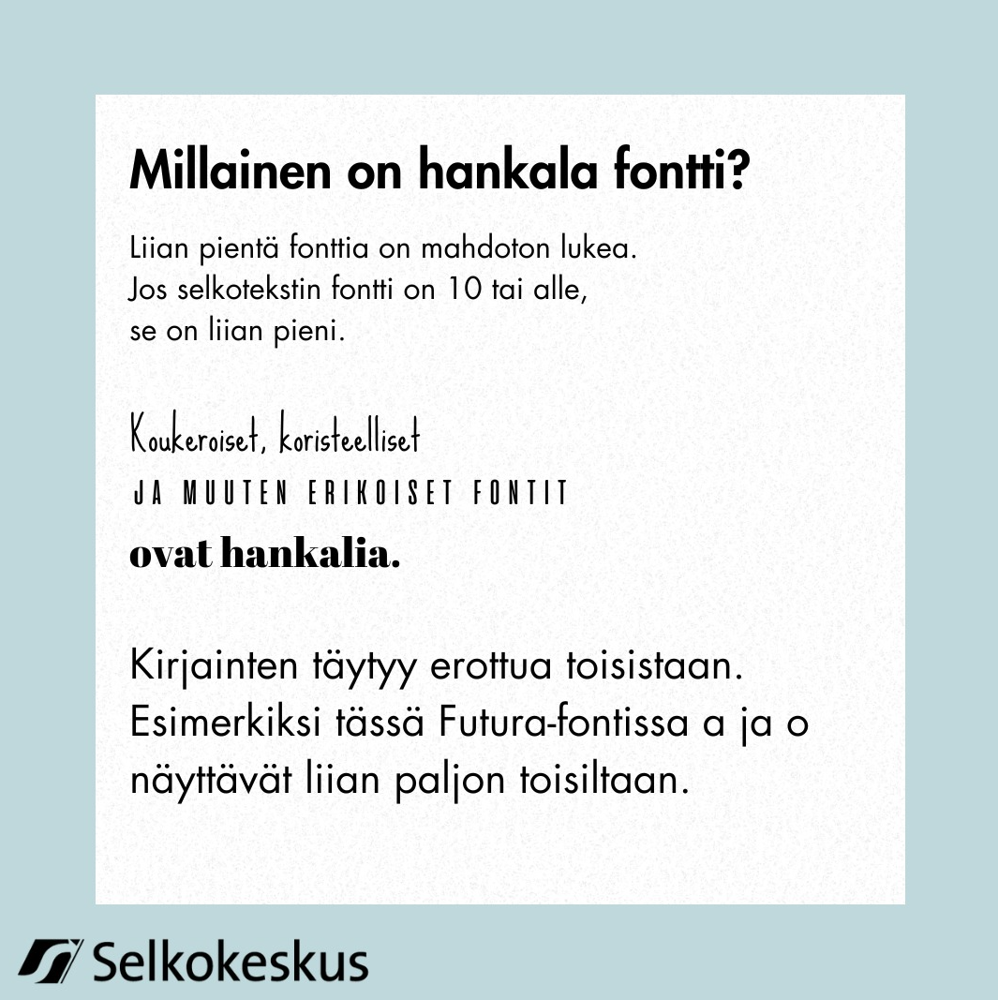 Millainen on hankala fontti?
Liian pientä fonttia on mahdoton lukea.
Jos selkotekstin fontti on 10 tai alle,
se on liian pieni.
Koukeroiset, koristeelliset
JA MUUTEN ERIKOISET FONTIT
ovat hankalia.
Kirjainten täytyy erottua toisistaan.
Esimerkiksi tässä Futura-fontissa a ja o
näyttävät liian paljon toisiltaan.
Selkokeskus